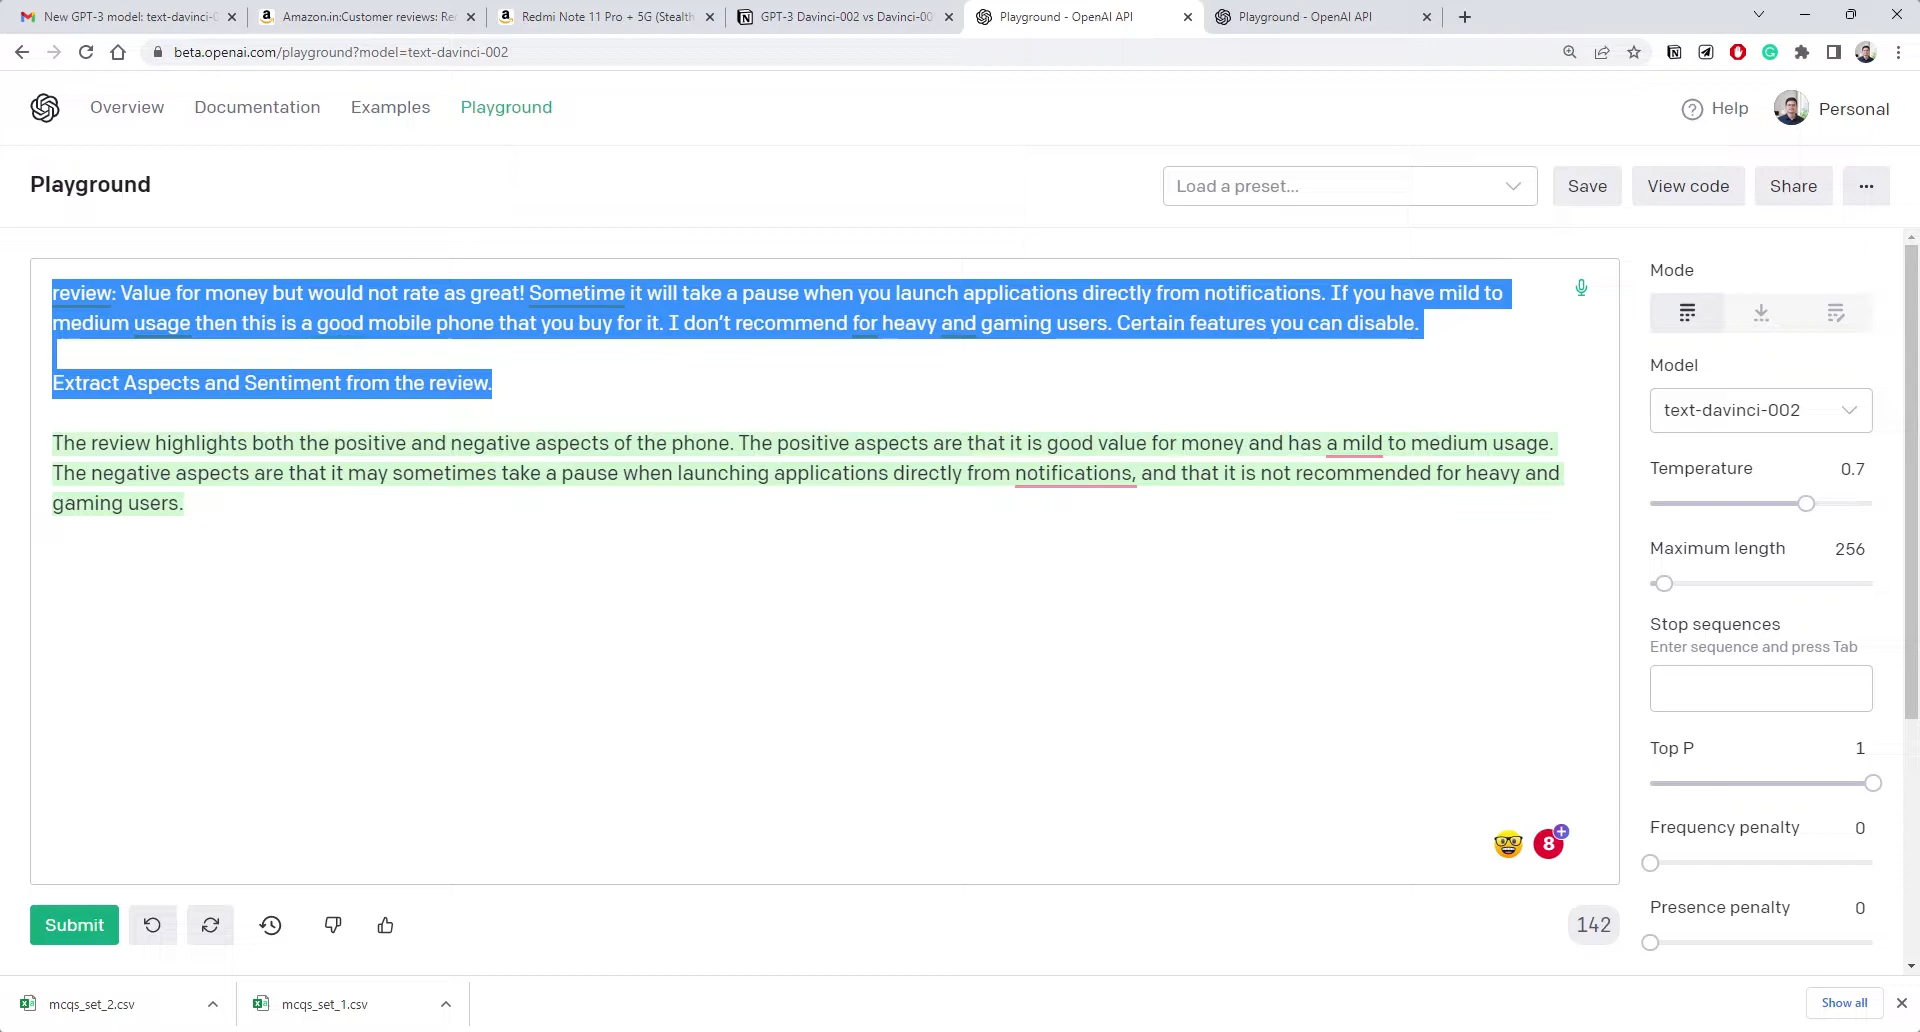 New GPT-3 model: text-davinci-0
Amazon.in:Customer reviews: Re
Redmi Note 11 Pro + 5G (Stealth
GPT-3 Davinci-002 vs Davinci-00
Playground - OpenAI API
Playground - OpenAI API
beta.openai.com/playground?model=text-davinci-002
Overview
Documentation
Examples
Playground
Help
Personal
Playground
Load a preset...
Save
View code
Share
review: Value for money but would not rate as great! Sometime it will take a pause when you launch applications directly from notifications. If you have mild to
medium usage then this is a good mobile phone that you buy for it. I don’t recommend for heavy and gaming users. Certain features you can disable.
Extract Aspects and Sentiment from the review.
The review highlights both the positive and negative aspects of the phone. The positive aspects are that it is good value for money and has a mild to medium usage.
The negative aspects are that it may sometimes take a pause when launching applications directly from notifications, and that it is not recommended for heavy and
gaming users.
8
Mode
Model
text-davinci-002
Temperature 0.7
Maximum length 256
Stop sequences
Enter sequence and press Tab
Top P 1
Frequency penalty 0
Presence penalty 0
Submit
142
mcqs_set_2.csv
mcqs_set_1.csv
Show all